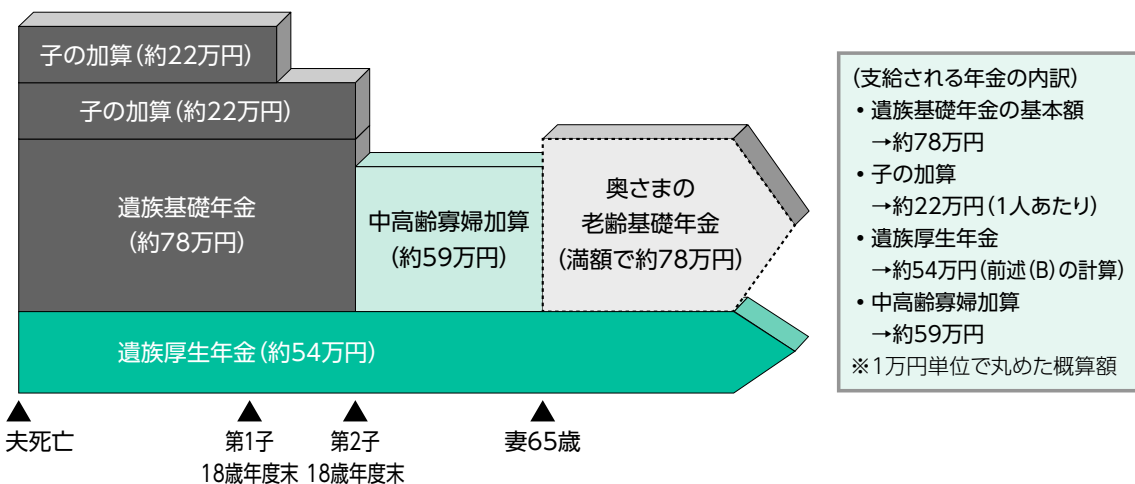 子の加算(約22万円)
子の加算(約22万円)
遺族基礎年金
(約78万円)
中高齢寡婦加算
(約59万円)
奥さまの
老齢基礎年金
(満額で約78万円)
遺族厚生年金(約54万円)
夫死亡
第1子
18歳年度末
第2子
18歳年度末
妻65歳
(支給される年金の内訳)
・遺族基礎年金の基本額
→約78万円
・子の加算
→約22万円(1人あたり)
・遺族厚生年金
→約54万円(前述(B)の計算)
・中高齢寡婦加算
→約59万円
※1万円単位で丸めた概算額